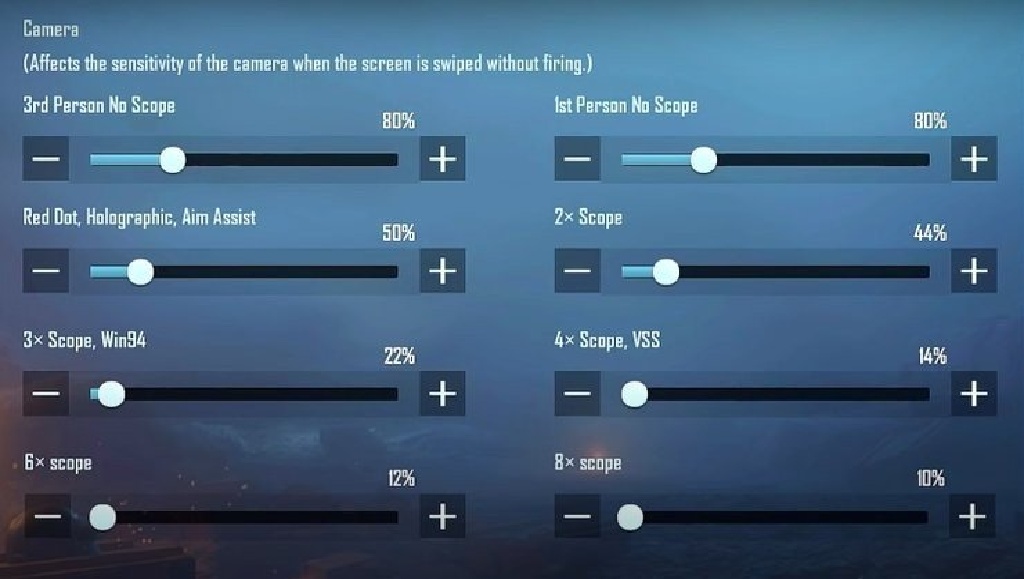 Camera
(Affects the sensitivity of the camera when the screen is swiped without firing.)
3rd Person No Scope
80%
1st Person No Scope
80%
Red Dot, Holographic, Aim Assist
50%
2× Scope
44%
3× Scope, Win94
22%
4× Scope, VSS
14%
6× scope
12%
8× scope
10%